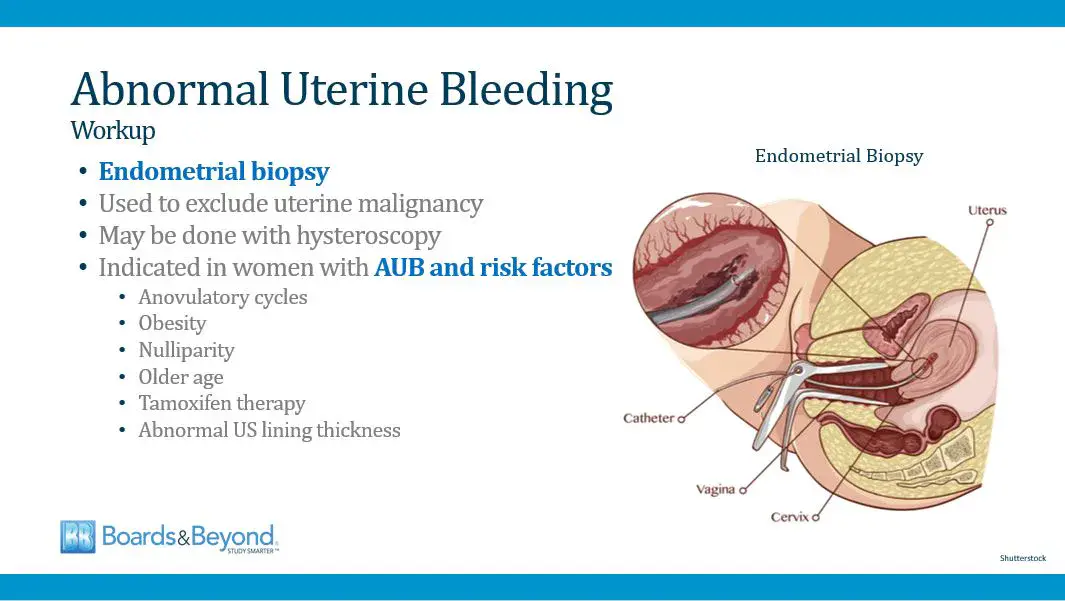 Abnormal Uterine Bleeding
Workup
• Endometrial biopsy
• Used to exclude uterine malignancy
• May be done with hysteroscopy
• Indicated in women with AUB and risk factors
• Anovulatory cycles
• Obesity
• Nulliparity
• Older age
• Tamoxifen therapy
• Abnormal US lining thickness
Endometrial Biopsy
Uterus
Catheter
Vagina
Cervix
BB Boards&Beyond.
STUDY SMARTER™
Shutterstock